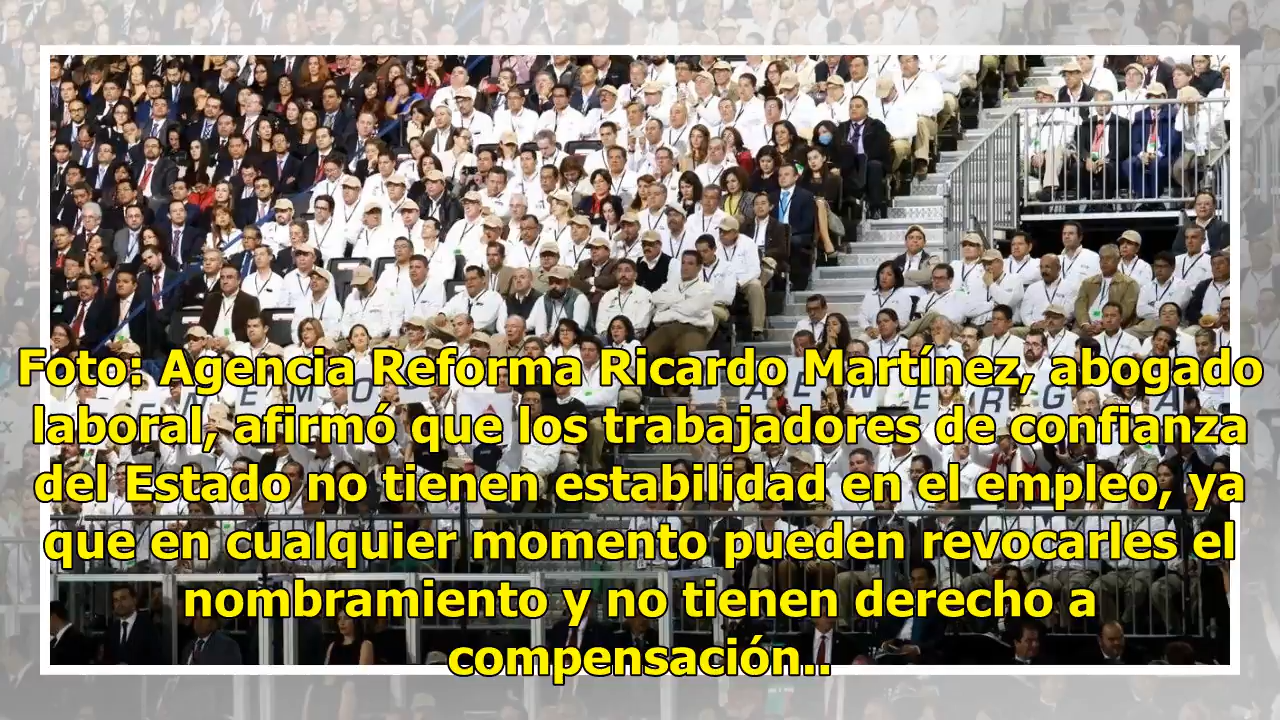 Foto: Agencia Reforma Ricardo Martínez, abogado
laboral, afirmó que los trabajadores de confianza
del Estado no tienen estabilidad en el empleo, ya
que en cualquier momento pueden revocarles el
nombramiento y no tienen derecho a
compensación..